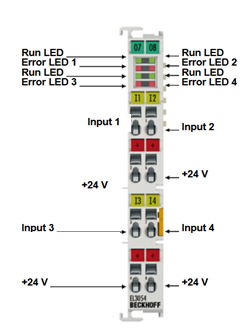 07 08
Run LED Run LED
Error LED 1 Error LED 2
Run LED Run LED
Error LED 3 Error LED 4
I1 I2
Input 1 Input 2
+ +
+24 V +24 V
I3 I4
Input 3 Input 4
+ +
+24 V +24 V
EL3054
BECKHOFF